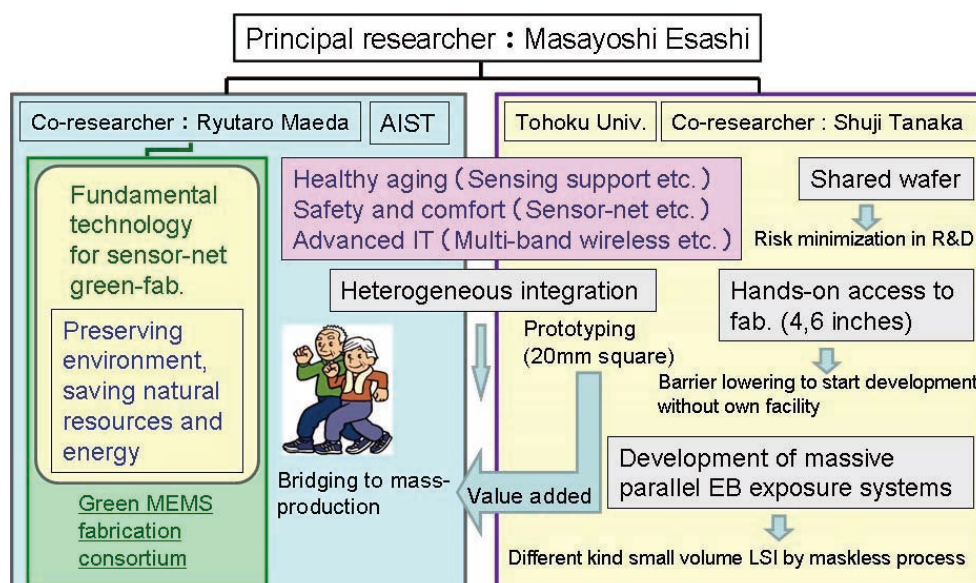 Principal researcher：Masayoshi Esashi
Co-researcher：Ryutaro Maeda
AIST
Fundamental
technology
for sensor-net
green-fab.
Preserving
environment,
saving natural
resources and
energy
Green MEMS
fabrication
consortium
Healthy aging（Sensing support etc.）
Safety and comfort（Sensor-net etc.）
Advanced IT（Multi-band wireless etc.）
Heterogeneous integration
Prototyping
(20mm square)
Bridging to mass-
production
Value added
Tohoku Univ.
Co-researcher : Shuji Tanaka
Shared wafer
Risk minimization in R&D
Hands-on access to
fab. (4,6 inches)
Barrier lowering to start development
without own facility
Development of massive
parallel EB exposure systems
Different kind small volume LSI by maskless process